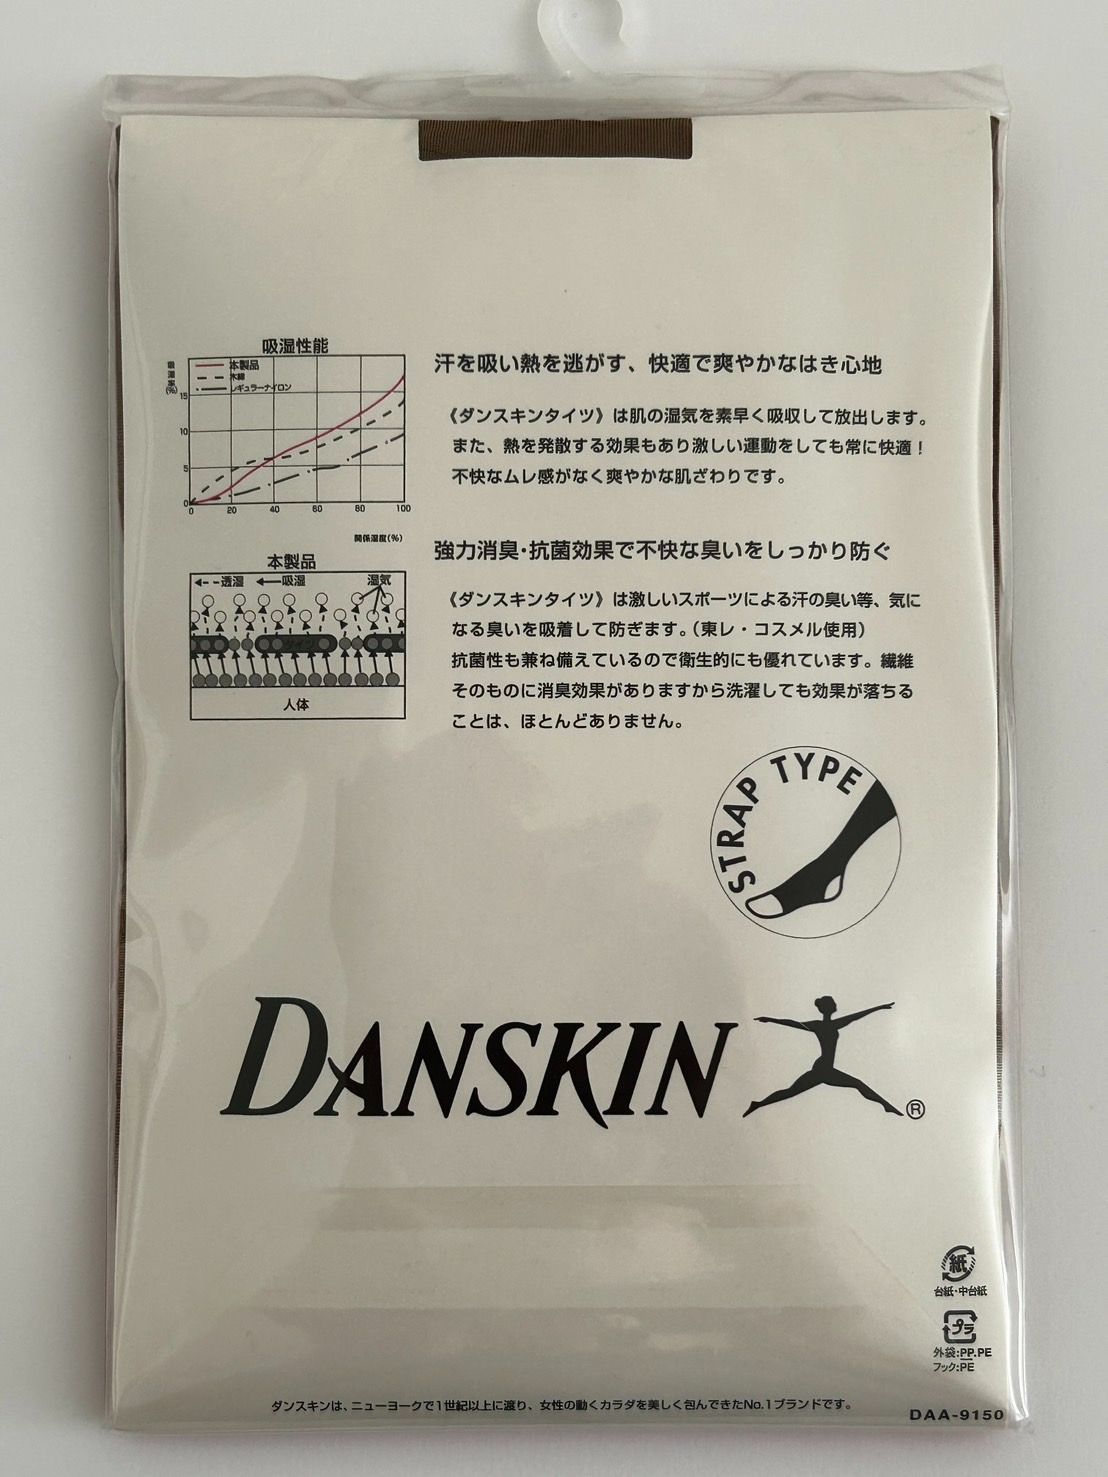 吸湿性能
吸湿率(%)
本製品
木綿
レギュラーナイロン
15
10
5
0
0 20 40 60 80 100
関係湿度(%)
汗を吸い熱を逃がす、快適で爽やかなはき心地
《ダンスキンタイツ》は肌の湿気を素早く吸収して放出します。
また、熱を発散する効果もあり激しい運動をしても常に快適！
不快なムレ感がなく爽やかな肌ざわりです。
本製品
透湿 吸湿 湿気
人体
強力消臭・抗菌効果で不快な臭いをしっかり防ぐ
《ダンスキンタイツ》は激しいスポーツによる汗の臭い等、気に
なる臭いを吸着して防ぎます。（東レ・コスメル使用）
抗菌性も兼ね備えているので衛生的にも優れています。繊維
そのものに消臭効果がありますから洗濯しても効果が落ちる
ことは、ほとんどありません。
STRAP TYPE
DANSKIN ®
紙
台紙・中台紙
プラ
外袋:PP.PE
フック:PE
ダンスキンは、ニューヨークで1世紀以上に渡り、女性の動くカラダを美しく包んできたNo.1ブランドです。
DAA-9150